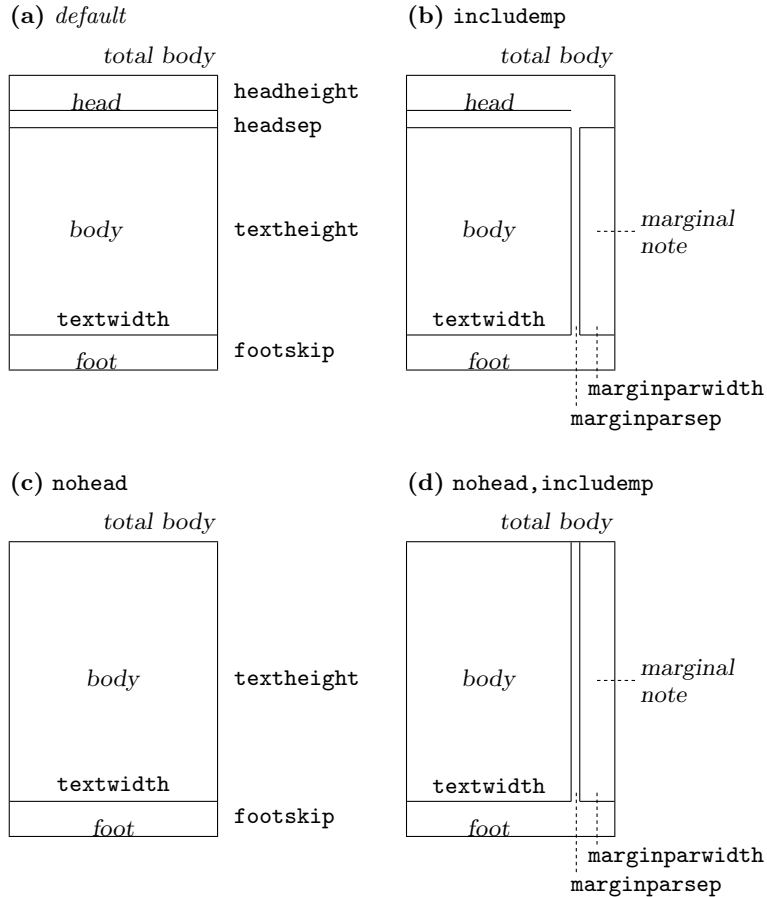 (a) default
total body
head
headheight
headsep
body
textheight
textwidth
foot
footskip
(b) includemp
total body
head
body
marginal
note
textwidth
foot
marginparwidth
marginparsep
(c) nohead
total body
body
textheight
textwidth
foot
footskip
(d) nohead,includemp
total body
body
marginal
note
textwidth
foot
marginparwidth
marginparsep